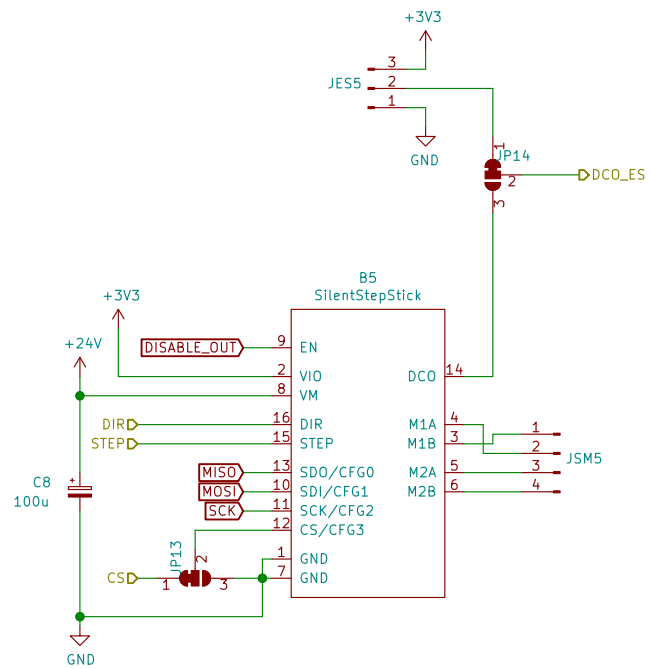 +3V3
3
JES5
2
1
GND
1
JP14
2
DCO_ES
3
B5
SilentStepStick
+3V3
+24V
DISABLE_OUT
9
EN
2
VIO
DCO
14
8
VM
DIR
16
DIR
M1A
4
STEP
15
STEP
M1B
3
1
2
JSM5
MISO
13
SDO/CFG0
M2A
5
3
C8
100u
+
MOSI
10
SDI/CFG1
M2B
6
4
SCK
11
SCK/CFG2
12
CS/CFG3
JP13
2
1
GND
CS
1
3
7
GND
GND